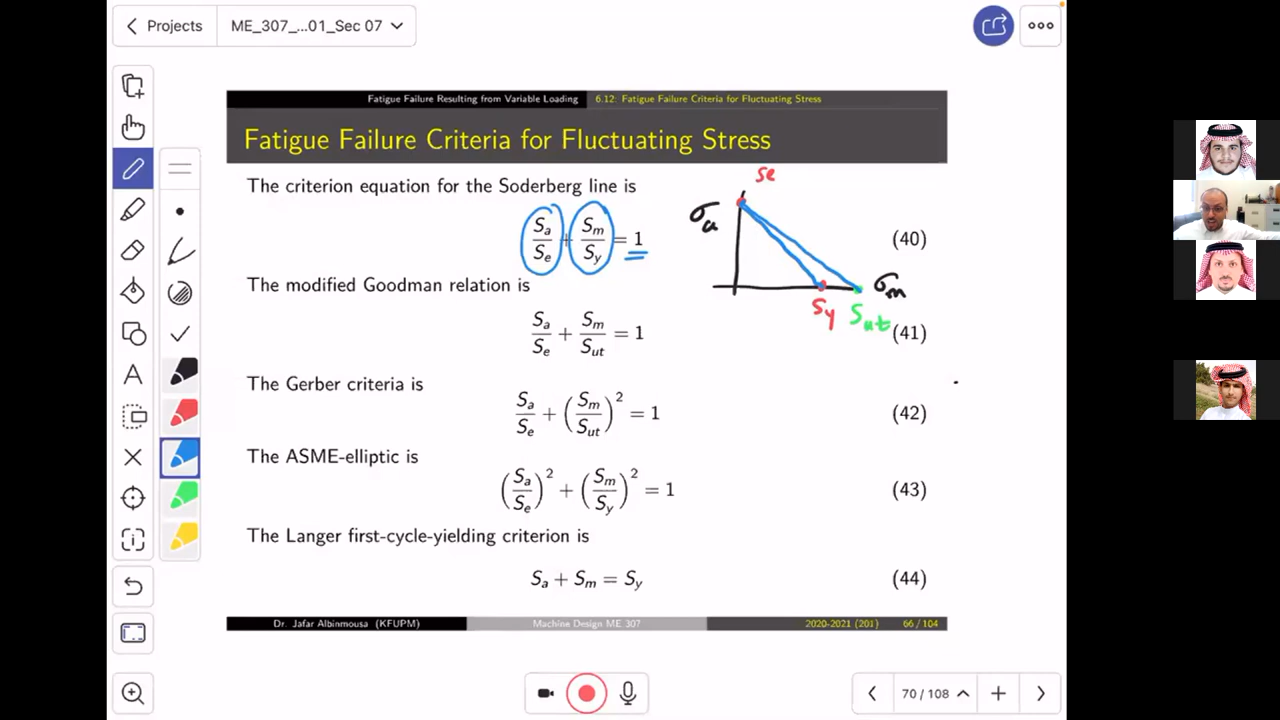 Projects
ME_307_...01_Sec 07
Fatigue Failure Resulting from Variable Loading
6.12: Fatigue Failure Criteria for Fluctuating Stress
Fatigue Failure Criteria for Fluctuating Stress
The criterion equation for the Soderberg line is
Sa/Se + Sm/Sy = 1 (40)
Se
σa
σm
Sy
Sut
The modified Goodman relation is
Sa/Se + Sm/Sut = 1 (41)
The Gerber criteria is
Sa/Se + (Sm/Sut)² = 1 (42)
The ASME-elliptic is
(Sa/Se)² + (Sm/Sy)² = 1 (43)
The Langer first-cycle-yielding criterion is
Sa + Sm = Sy (44)
Dr. Jafar Albinmousa (KFUPM)
Machine Design ME 307
2020-2021 (201)
66 / 104
70 / 108